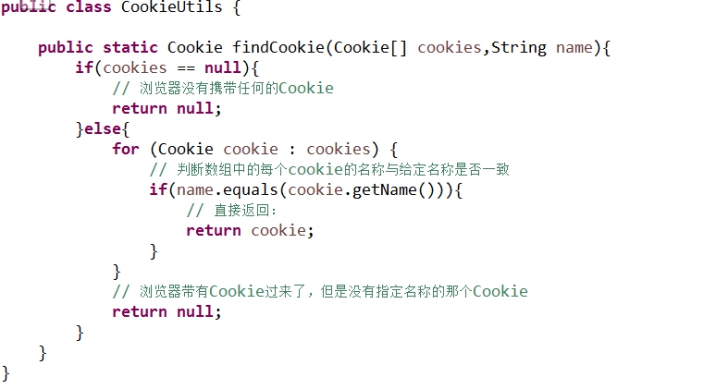 public class CookieUtils {
public static Cookie findCookie(Cookie[] cookies,String name){
if(cookies == null){
// 浏览器没有携带任何的Cookie
return null;
}else{
for (Cookie cookie : cookies) {
// 判断数组中的每个cookie的名称与给定名称是否一致
if(name.equals(cookie.getName())){
// 直接返回:
return cookie;
}
}
// 浏览器带有Cookie过来了，但是没有指定名称的那个Cookie
return null;
}
}
}